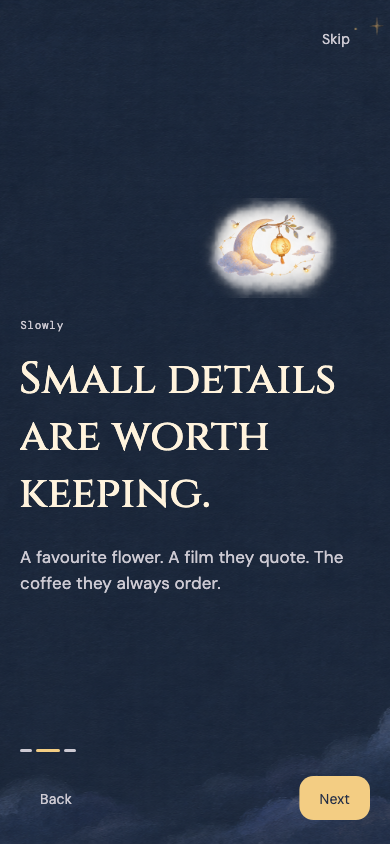 Skip
Slowly
Small details
are worth
keeping.
A favourite flower. A film they quote. The
coffee they always order.
Back
Next